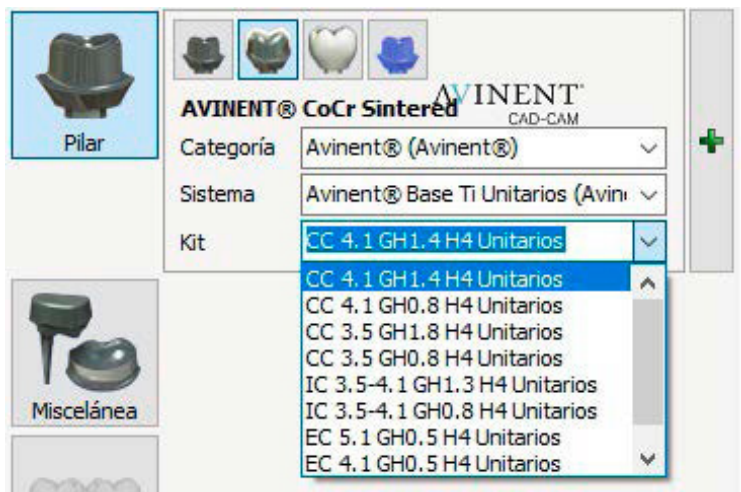 AVINENT®
CAD-CAM
AVINENT® CoCr Sintered
Pilar
Categoría
Avinent® (Avinent®)
Sistema
Avinent® Base Ti Unitarios (Avin
Kit
CC 4.1 GH1.4 H4 Unitarios
CC 4.1 GH1.4 H4 Unitarios
CC 4.1 GH0.8 H4 Unitarios
CC 3.5 GH1.8 H4 Unitarios
CC 3.5 GH0.8 H4 Unitarios
IC 3.5-4.1 GH1.3 H4 Unitarios
IC 3.5-4.1 GH0.8 H4 Unitarios
EC 5.1 GH0.5 H4 Unitarios
EC 4.1 GH0.5 H4 Unitarios
Miscelánea